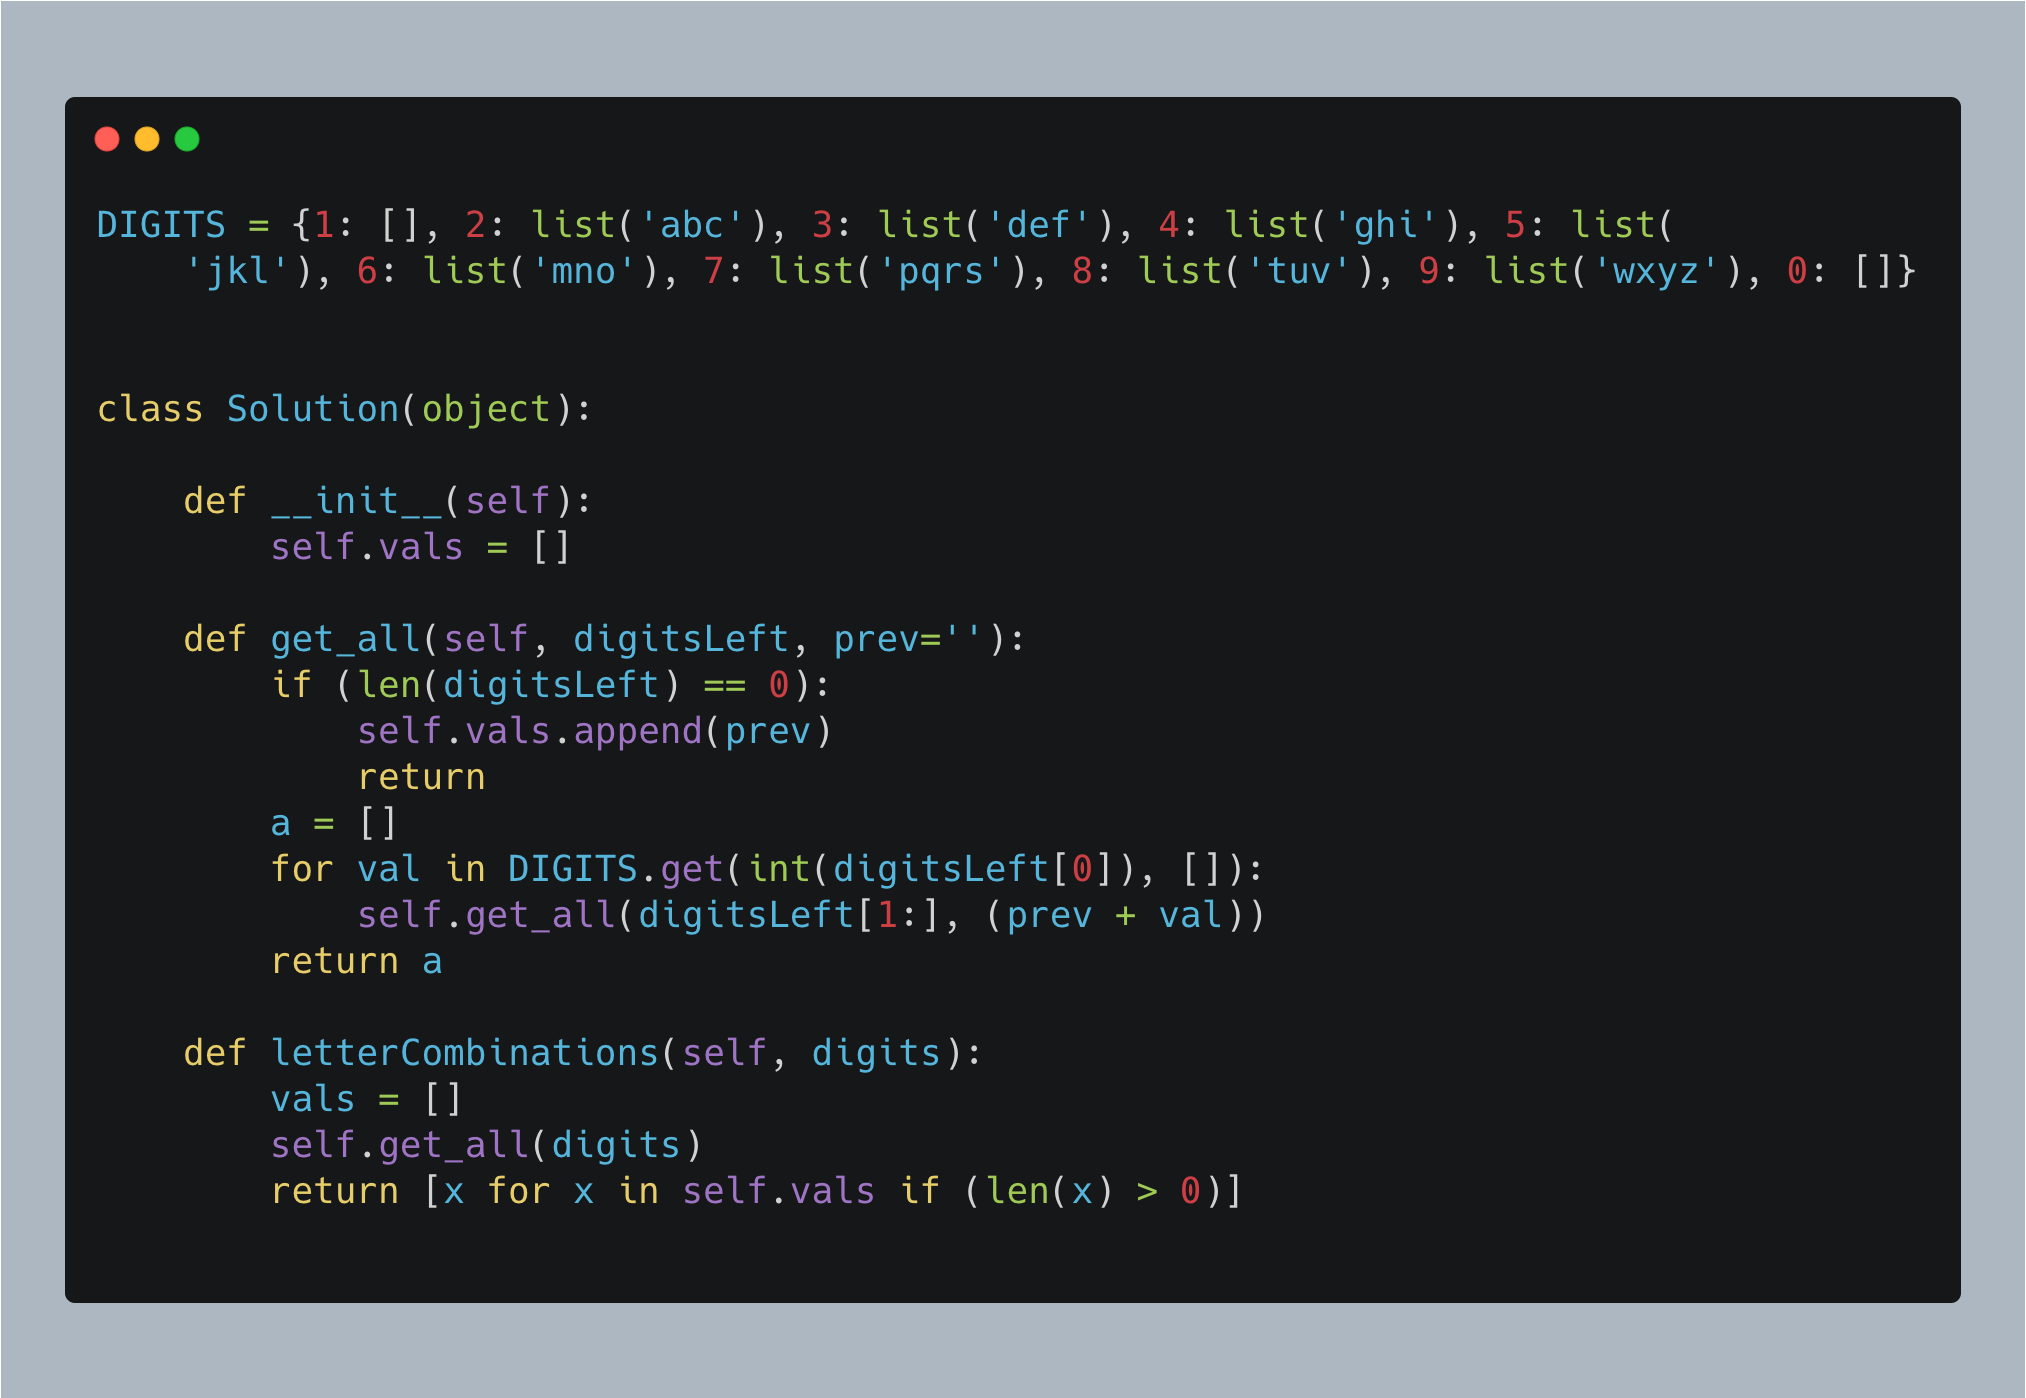 DIGITS = {1: [], 2: list('abc'), 3: list('def'), 4: list('ghi'), 5: list(
    'jkl'), 6: list('mno'), 7: list('pqrs'), 8: list('tuv'), 9: list('wxyz'), 0: []}
class Solution(object):
    def __init__(self):
        self.vals = []
    def get_all(self, digitsLeft, prev=''):
        if (len(digitsLeft) == 0):
            self.vals.append(prev)
            return
        a = []
        for val in DIGITS.get(int(digitsLeft[0]), []):
            self.get_all(digitsLeft[1:], (prev + val))
        return a
    def letterCombinations(self, digits):
        vals = []
        self.get_all(digits)
        return [x for x in self.vals if (len(x) > 0)]